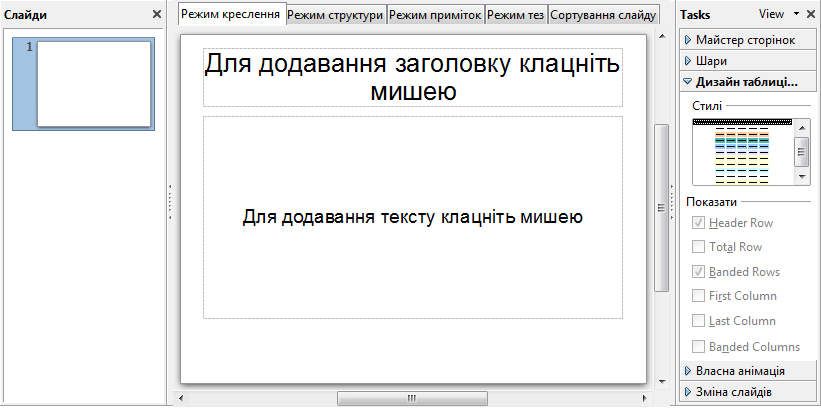 Слайди
1
Режим креслення
Режим структури
Режим приміток
Режим тез
Сортування слайду
Для додавання заголовку клацніть
мишею
Для додавання тексту клацніть мишею
Tasks
View
Майстер сторінок
Шари
Дизайн таблиці...
Стилі
Показати
Header Row
Total Row
Banded Rows
First Column
Last Column
Banded Columns
Власна анімація
Зміна слайдів